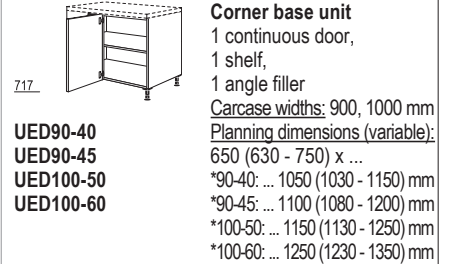 Corner base unit
1 continuous door,
1 shelf,
1 angle filler
Carcase widths: 900, 1000 mm
Planning dimensions (variable):
650 (630 - 750) x ...
*90-40: ... 1050 (1030 - 1150) mm
*90-45: ... 1100 (1080 - 1200) mm
*100-50: ... 1150 (1130 - 1250) mm
*100-60: ... 1250 (1230 - 1350) mm
717
UED90-40
UED90-45
UED100-50
UED100-60